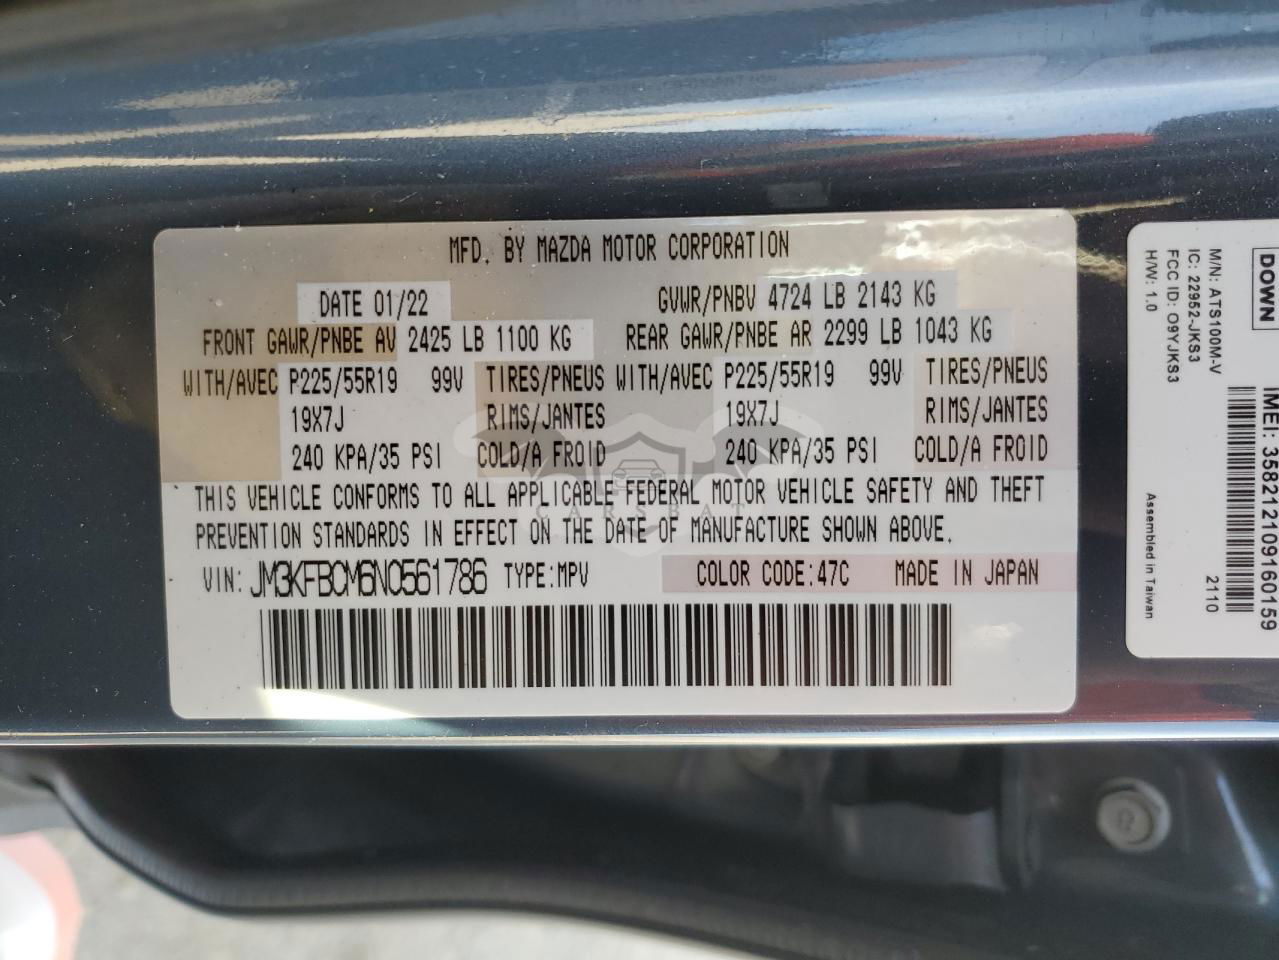 MFD. BY MAZDA MOTOR CORPORATION
DATE 01/22 GVWR/PNBV 4724 LB 2143 KG
FRONT GAWR/PNBE AV 2425 LB 1100 KG REAR GAWR/PNBE AR 2299 LB 1043 KG
WITH/AVEC P225/55R19 99V TIRES/PNEUS WITH/AVEC P225/55R19 99V TIRES/PNEUS
19X7J RIMS/JANTES 19X7J RIMS/JANTES
240 KPA/35 PSI COLD/A FROID 240 KPA/35 PSI COLD/A FROID
THIS VEHICLE CONFORMS TO ALL APPLICABLE FEDERAL MOTOR VEHICLE SAFETY AND THEFT
PREVENTION STANDARDS IN EFFECT ON THE DATE OF MANUFACTURE SHOWN ABOVE.
VIN: JM3KFBCM6N0561786 TYPE:MPV COLOR CODE:47C MADE IN JAPAN
CARSBAT
DOWN
M/N: ATS100M-V
IC: 22952-JKS3
FCC ID: O9YJKS3
H/W: 1.0
IMEI: 358212109160159
2110
Assembled in Taiwan
12